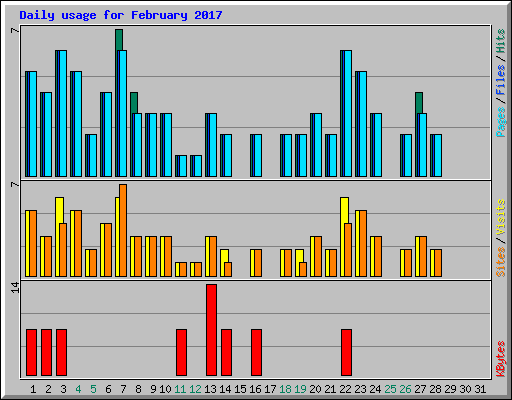 Daily usage for February 2017
7
Pages / Files / Hits
7
Sites / Visits
14
KBytes
1 2 3 4 5 6 7 8 9 10 11 12 13 14 15 16 17 18 19 20 21 22 23 24 25 26 27 28 29 30 31